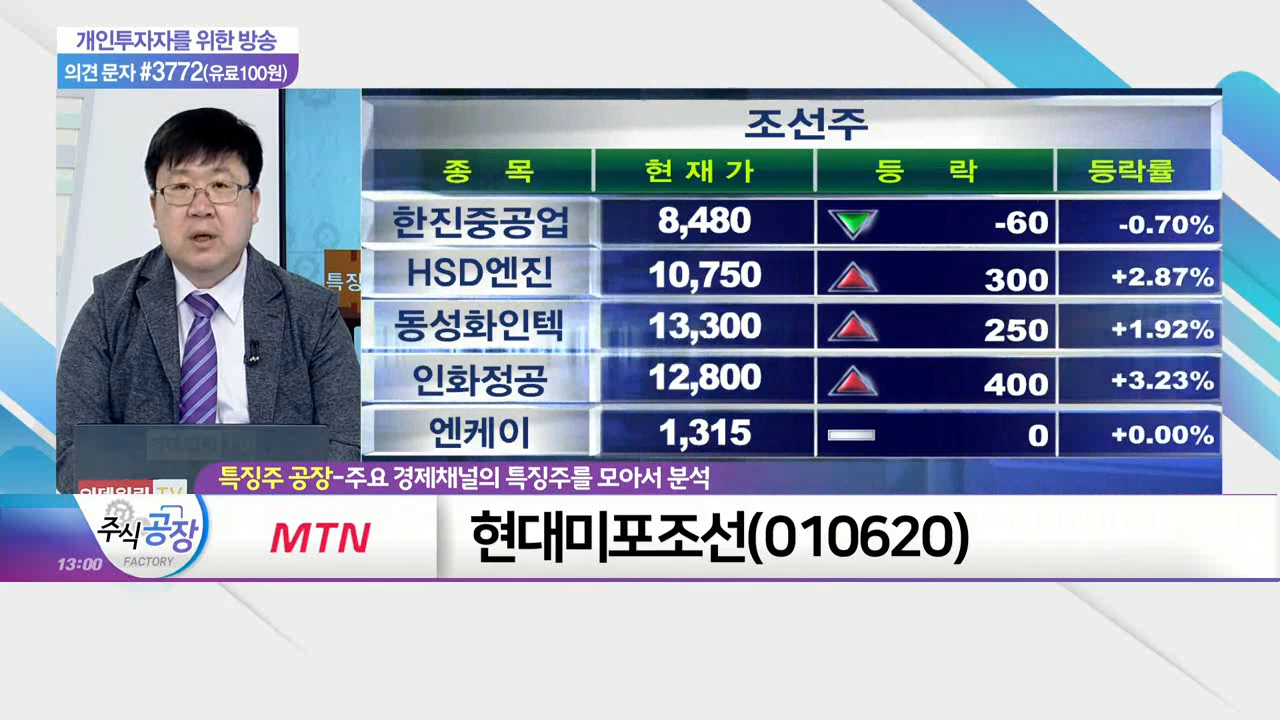 개인투자자를 위한 방송
의견 문자 #3772(유료100원)
조선주
종 목 현 재 가 등 락 등락률
한진중공업 8,480 -60 -0.70%
HSD엔진 10,750 300 +2.87%
특징
동성화인텍 13,300 250 +1.92%
인화정공 12,800 400 +3.23%
엔케이 1,315 0 +0.00%
특징주 공장-주요 경제채널의 특징주를 모아서 분석
TV
주식공장
FACTORY
13:00
MTN
현대미포조선(010620)